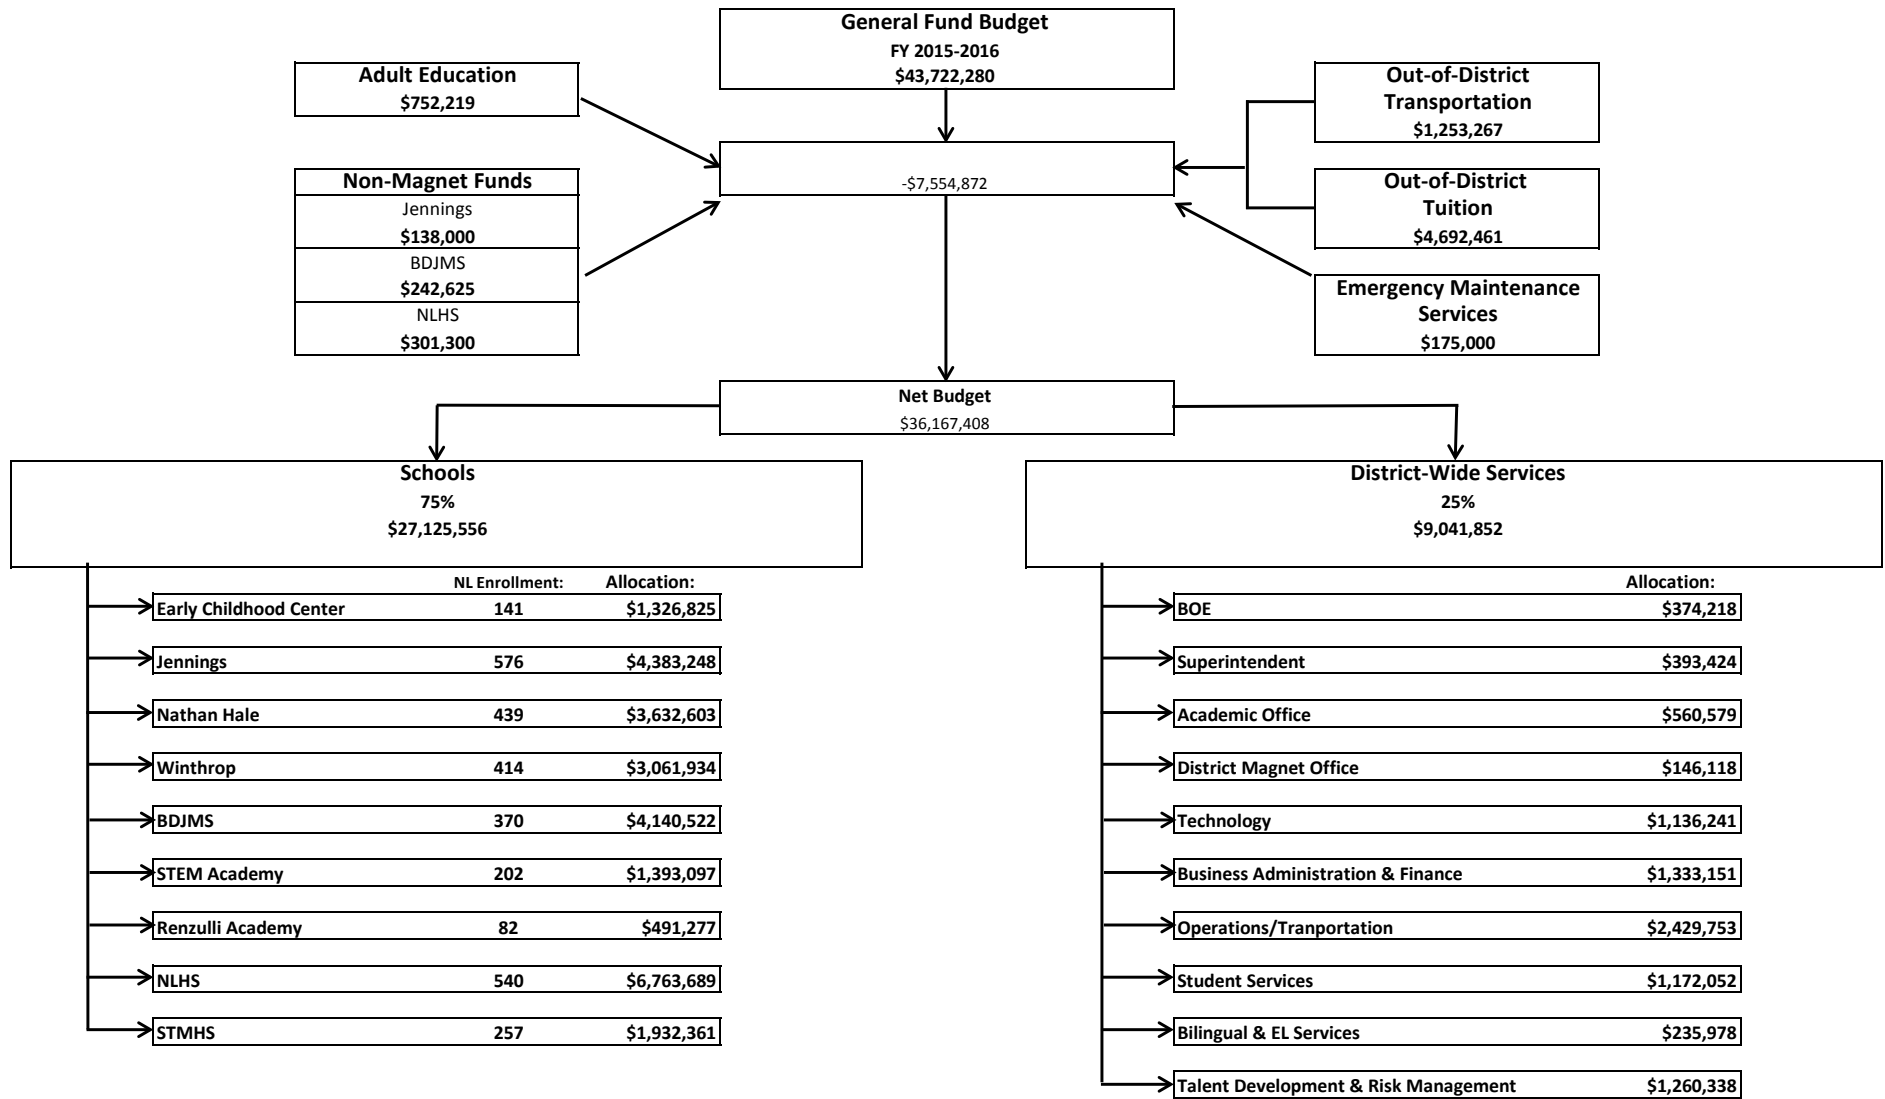 General Fund Budget
FY 2015-2016
$43,722,280
Adult Education
$752,219
Out-of-District
Transportation
$1,253,267
-$7,554,872
Non-Magnet Funds
Jennings
$138,000
BDJMS
$242,625
NLHS
$301,300
Out-of-District
Tuition
$4,692,461
Emergency Maintenance
Services
$175,000
Net Budget
$36,167,408
Schools
75%
$27,125,556
NL Enrollment: Allocation:
Early Childhood Center 141 $1,326,825
Jennings 576 $4,383,248
Nathan Hale 439 $3,632,603
Winthrop 414 $3,061,934
BDJMS 370 $4,140,522
STEM Academy 202 $1,393,097
Renzulli Academy 82 $491,277
NLHS 540 $6,763,689
STMHS 257 $1,932,361
District-Wide Services
25%
$9,041,852
Allocation:
BOE $374,218
Superintendent $393,424
Academic Office $560,579
District Magnet Office $146,118
Technology $1,136,241
Business Administration & Finance $1,333,151
Operations/Tranportation $2,429,753
Student Services $1,172,052
Bilingual & EL Services $235,978
Talent Development & Risk Management $1,260,338